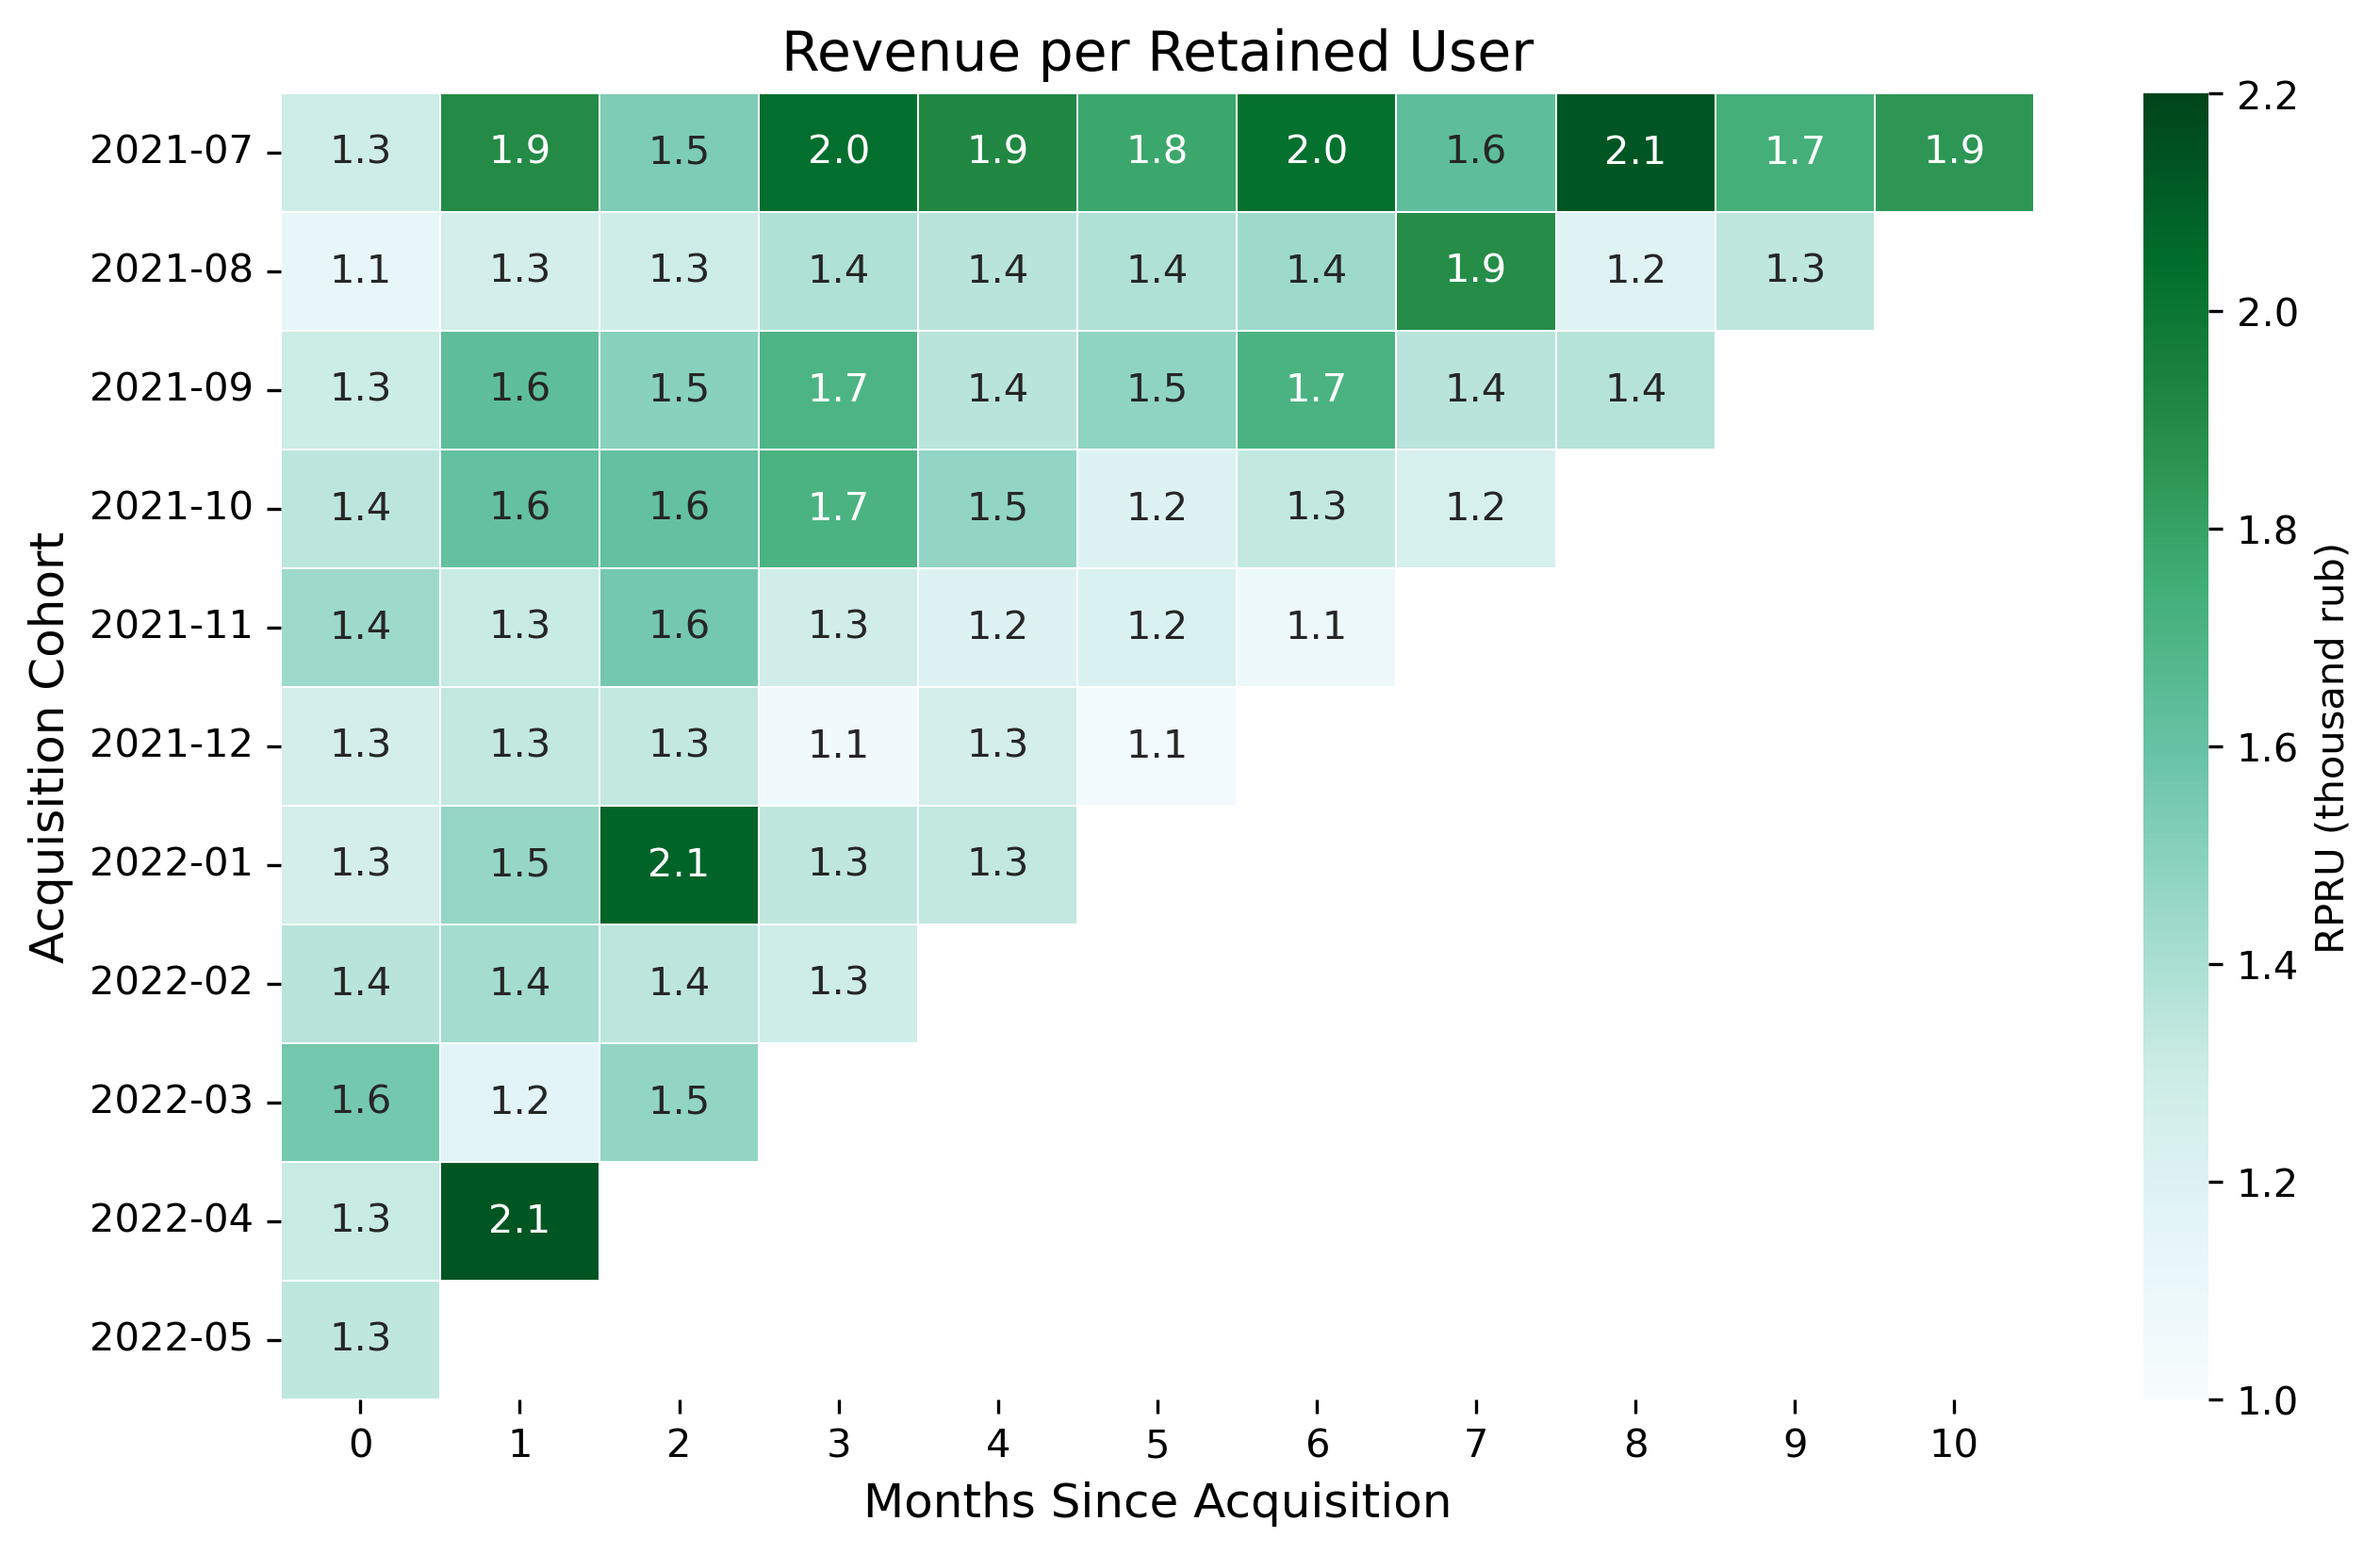 Revenue per Retained User
Acquisition Cohort
2021-07 1.3 1.9 1.5 2.0 1.9 1.8 2.0 1.6 2.1 1.7 1.9
2021-08 1.1 1.3 1.3 1.4 1.4 1.4 1.4 1.9 1.2 1.3
2021-09 1.3 1.6 1.5 1.7 1.4 1.5 1.7 1.4 1.4
2021-10 1.4 1.6 1.6 1.7 1.5 1.2 1.3 1.2
2021-11 1.4 1.3 1.6 1.3 1.2 1.2 1.1
2021-12 1.3 1.3 1.3 1.1 1.3 1.1
2022-01 1.3 1.5 2.1 1.3 1.3
2022-02 1.4 1.4 1.4 1.3
2022-03 1.6 1.2 1.5
2022-04 1.3 2.1
2022-05 1.3
0 1 2 3 4 5 6 7 8 9 10
Months Since Acquisition
2.2
2.0
1.8
1.6
1.4
1.2
1.0
RPRU (thousand rub)